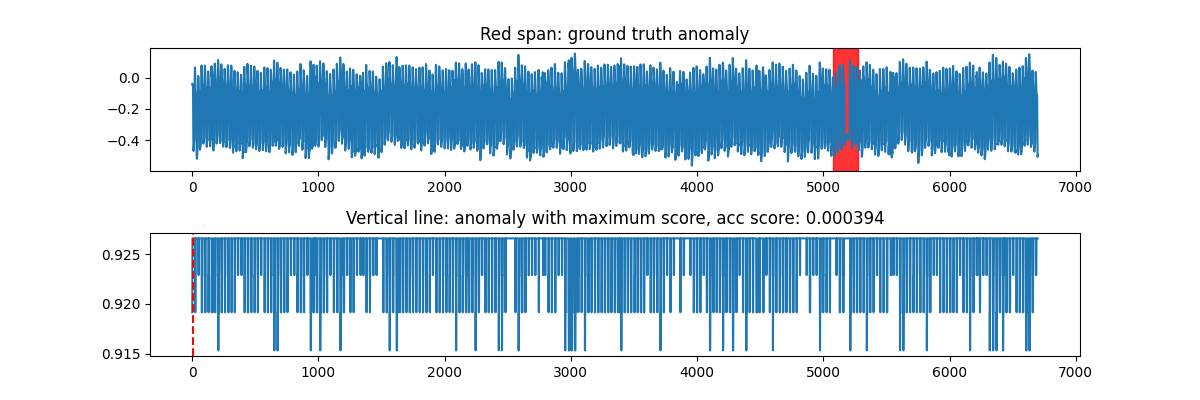 Red span: ground truth anomaly
0.0
−0.2
−0.4
0 1000 2000 3000 4000 5000 6000 7000
Vertical line: anomaly with maximum score, acc score: 0.000394
0.925
0.920
0.915
0 1000 2000 3000 4000 5000 6000 7000